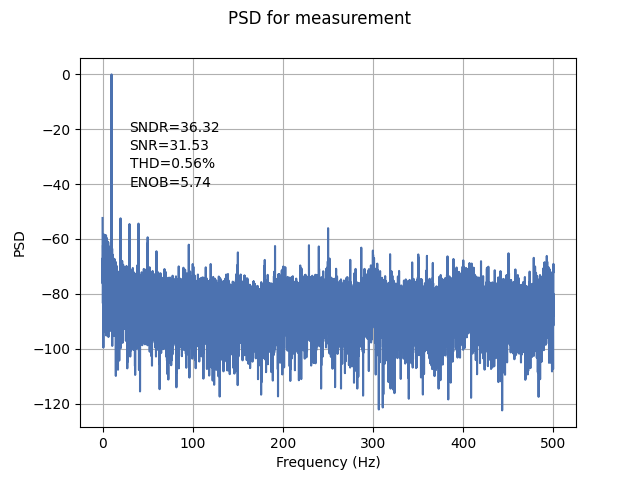 PSD for measurement
0
−20
−40
−60
−80
−100
−120
PSD
SNDR=36.32
SNR=31.53
THD=0.56%
ENOB=5.74
0
100
200
300
400
500
Frequency (Hz)